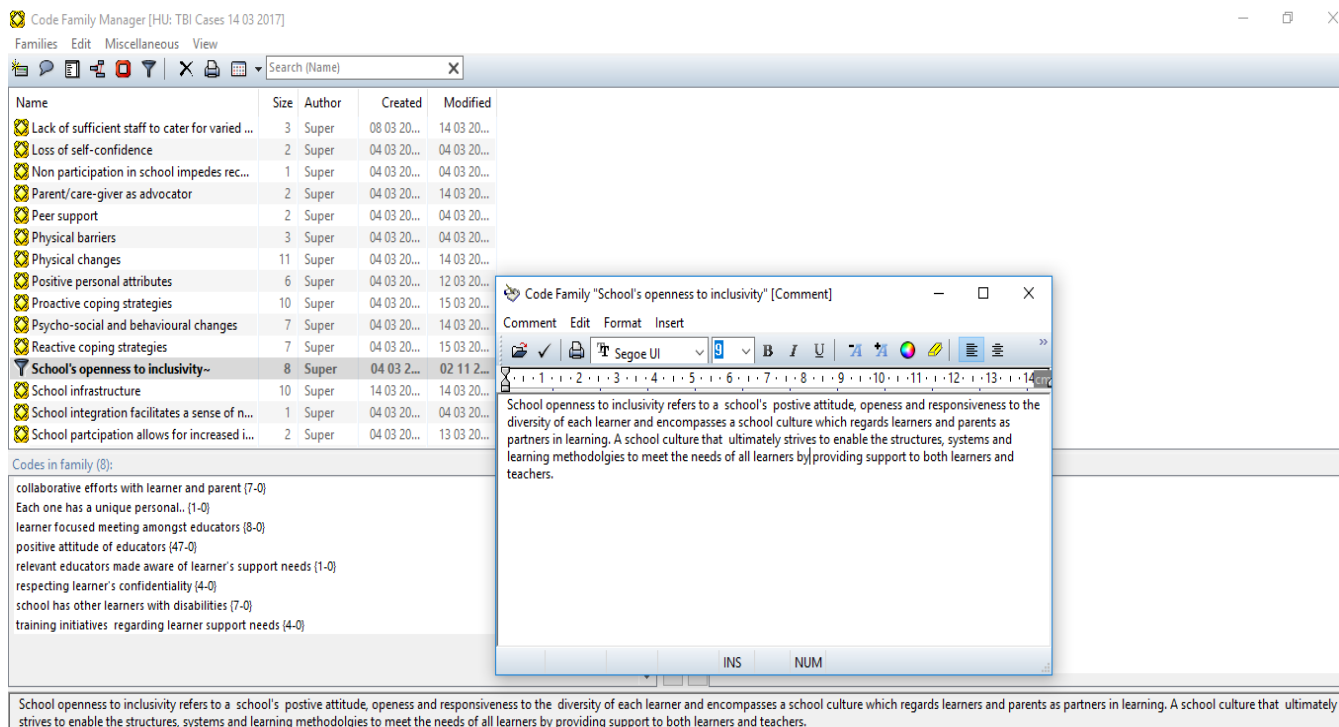 Code Family Manager [HU: TBI Cases 14 03 2017]
Families Edit Miscellaneous View
Search (Name)
Name Size Author Created Modified
Lack of sufficient staff to cater for varied ... 3 Super 08 03 20... 14 03 20...
Loss of self-confidence 2 Super 04 03 20... 04 03 20...
Non participation in school impedes rec... 1 Super 04 03 20... 04 03 20...
Parent/care-giver as advocator 2 Super 04 03 20... 14 03 20...
Peer support 2 Super 04 03 20... 04 03 20...
Physical barriers 3 Super 04 03 20... 04 03 20...
Physical changes 11 Super 04 03 20... 14 03 20...
Positive personal attributes 6 Super 04 03 20... 12 03 20...
Proactive coping strategies 10 Super 04 03 20... 15 03 20...
Psycho-social and behavioural changes 7 Super 04 03 20... 14 03 20...
Reactive coping strategies 7 Super 04 03 20... 15 03 20...
School's openness to inclusivity~ 8 Super 04 03 2... 02 11 2...
School infrastructure 10 Super 14 03 20... 14 03 20...
School integration facilitates a sense of n... 1 Super 04 03 20... 04 03 20...
School partcipation allows for increased i... 2 Super 04 03 20... 13 03 20...
Codes in family (8):
collaborative efforts with learner and parent {7-0}
Each one has a unique personal.. {1-0}
learner focused meeting amongst educators {8-0}
positive attitude of educators {47-0}
relevant educators made aware of learner's support needs {1-0}
respecting learner's confidentiality {4-0}
school has other learners with disabilities {7-0}
training initiatives regarding learner support needs {4-0}
Code Family "School's openness to inclusivity" [Comment]
Comment Edit Format Insert
Segoe UI 9 B I U
1 2 3 4 5 6 7 8 9 10 11 12 13 14 cm
School openness to inclusivity refers to a school's postive attitude, openess and responsiveness to the
diversity of each learner and encompasses a school culture which regards learners and parents as
partners in learning. A school culture that ultimately strives to enable the structures, systems and
learning methodolgies to meet the needs of all learners by providing support to both learners and
teachers.
INS NUM
School openness to inclusivity refers to a school's postive attitude, openess and responsiveness to the diversity of each learner and encompasses a school culture which regards learners and parents as partners in learning. A school culture that ultimately
strives to enable the structures, systems and learning methodolgies to meet the needs of all learners by providing support to both learners and teachers.